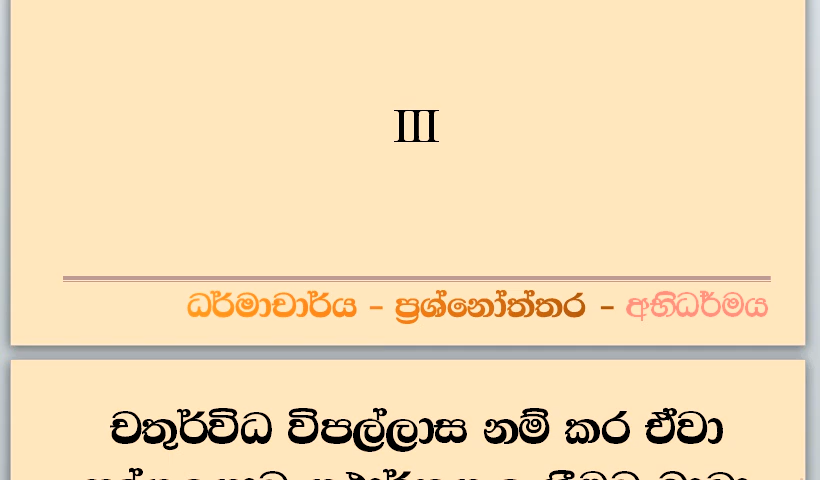 III
ධර්මාචාර්ය – ප්‍රශ්නෝත්තර – අභිධර්මය
චතුර්විධ විපල්ලාස නම් කර ඒවා